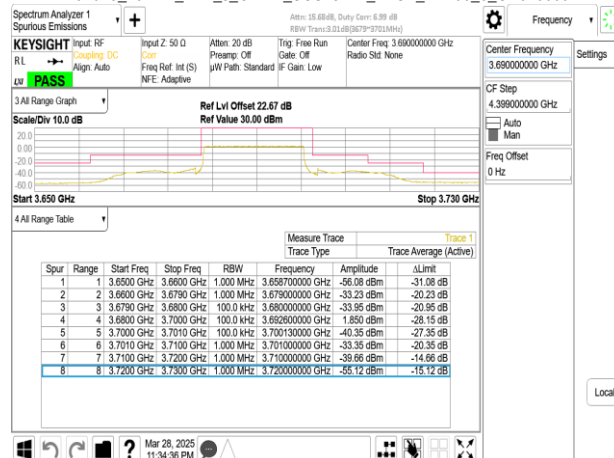 Spectrum Analyzer 1
Spurious Emissions
Attn: 15.68dB, Duty Corr: 6.99 dB
RBW Trans:3.01dB(3679~3701MHz)
Frequency
Settings
KEYSIGHT
Input: RF
Coupling: DC
Align: Auto
Input Z: 50 Ω
Corr
Freq Ref: Int (S)
NFE: Adaptive
Atten: 20 dB
Preamp: Off
µW Path: Standard
Trig: Free Run
Gate: Off
IF Gain: Low
Center Freq: 3.690000000 GHz
Radio Std: None
RL
LXI
PASS
Center Frequency
3.690000000 GHz
CF Step
4.399000000 GHz
Auto
Man
Freq Offset
0 Hz
Local
3 All Range Graph
Scale/Div 10.0 dB
Ref Lvl Offset 22.67 dB
Ref Value 30.00 dBm
20.0
0.00
-20.0
-40.0
-60.0
Start 3.650 GHz
Stop 3.730 GHz
4 All Range Table
Measure Trace Trace 1
Trace Type Trace Average (Active)
Spur Range Start Freq Stop Freq RBW Frequency Amplitude ΔLimit
1 1 3.6500 GHz 3.6600 GHz 1.000 MHz 3.658700000 GHz -56.08 dBm -31.08 dB
2 2 3.6600 GHz 3.6790 GHz 1.000 MHz 3.679000000 GHz -33.23 dBm -20.23 dB
3 3 3.6790 GHz 3.6800 GHz 100.0 kHz 3.680000000 GHz -33.95 dBm -20.95 dB
4 4 3.6800 GHz 3.7000 GHz 100.0 kHz 3.692600000 GHz 1.850 dBm -28.15 dB
5 5 3.7000 GHz 3.7010 GHz 100.0 kHz 3.700130000 GHz -40.35 dBm -27.35 dB
6 6 3.7010 GHz 3.7100 GHz 1.000 MHz 3.701000000 GHz -33.35 dBm -20.35 dB
7 7 3.7100 GHz 3.7200 GHz 1.000 MHz 3.710000000 GHz -39.66 dBm -14.66 dB
8 8 3.7200 GHz 3.7300 GHz 1.000 MHz 3.720000000 GHz -55.12 dBm -15.12 dB
?
Mar 28, 2025
11:34:36 PM